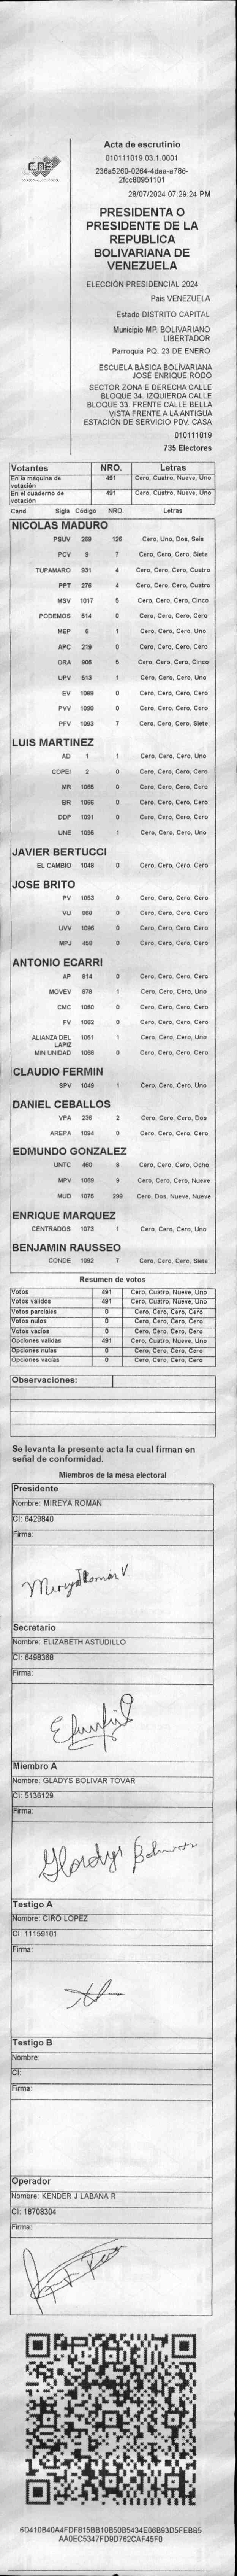 CNE
Acta de escrutinio
010111019.03.1.0001
236a5260-0264-4daa-a786-
2fcc80951101
28/07/2024 07:29:24 PM
PRESIDENTA O
PRESIDENTE DE LA
REPUBLICA
BOLIVARIANA DE
VENEZUELA
ELECCIÓN PRESIDENCIAL 2024
País VENEZUELA
Estado DISTRITO CAPITAL
Municipio MP. BOLIVARIANO
LIBERTADOR
Parroquia PQ. 23 DE ENERO
ESCUELA BÁSICA BOLIVARIANA
JOSÉ ENRIQUE RODO
SECTOR ZONA E DERECHA CALLE
BLOQUE 34. IZQUIERDA CALLE
BLOQUE 33. FRENTE CALLE BELLA
VISTA FRENTE A LA ANTIGUA
ESTACIÓN DE SERVICIO PDV. CASA
010111019
735 Electores
Votantes NRO. Letras
En la máquina de votación 491 Cero, Cuatro, Nueve, Uno
En el cuaderno de votación 491 Cero, Cuatro, Nueve, Uno
Cand. Sigla Código NRO. Letras
NICOLAS MADURO
PSUV 269 126 Cero, Uno, Dos, Seis
PCV 9 7 Cero, Cero, Cero, Siete
TUPAMARO 931 4 Cero, Cero, Cero, Cuatro
PPT 276 4 Cero, Cero, Cero, Cuatro
MSV 1017 5 Cero, Cero, Cero, Cinco
PODEMOS 514 0 Cero, Cero, Cero, Cero
MEP 6 1 Cero, Cero, Cero, Uno
APC 219 0 Cero, Cero, Cero, Cero
ORA 906 5 Cero, Cero, Cero, Cinco
UPV 513 1 Cero, Cero, Cero, Uno
EV 1089 0 Cero, Cero, Cero, Cero
PVV 1090 0 Cero, Cero, Cero, Cero
PFV 1093 7 Cero, Cero, Cero, Siete
LUIS MARTINEZ
AD 1 1 Cero, Cero, Cero, Uno
COPEI 2 0 Cero, Cero, Cero, Cero
MR 1065 0 Cero, Cero, Cero, Cero
BR 1066 0 Cero, Cero, Cero, Cero
DDP 1091 0 Cero, Cero, Cero, Cero
UNE 1095 1 Cero, Cero, Cero, Uno
JAVIER BERTUCCI
EL CAMBIO 1048 0 Cero, Cero, Cero, Cero
JOSE BRITO
PV 1053 0 Cero, Cero, Cero, Cero
VU 868 0 Cero, Cero, Cero, Cero
UVV 1096 0 Cero, Cero, Cero, Cero
MPJ 458 0 Cero, Cero, Cero, Cero
ANTONIO ECARRI
AP 814 0 Cero, Cero, Cero, Cero
MOVEV 878 1 Cero, Cero, Cero, Uno
CMC 1050 0 Cero, Cero, Cero, Cero
FV 1062 0 Cero, Cero, Cero, Cero
ALIANZA DEL LAPIZ 1051 1 Cero, Cero, Cero, Uno
MIN UNIDAD 1068 0 Cero, Cero, Cero, Cero
CLAUDIO FERMIN
SPV 1049 1 Cero, Cero, Cero, Uno
DANIEL CEBALLOS
VPA 236 2 Cero, Cero, Cero, Dos
AREPA 1094 0 Cero, Cero, Cero, Cero
EDMUNDO GONZALEZ
UNTC 460 8 Cero, Cero, Cero, Ocho
MPV 1089 9 Cero, Cero, Cero, Nueve
MUD 1075 299 Cero, Dos, Nueve, Nueve
ENRIQUE MARQUEZ
CENTRADOS 1073 1 Cero, Cero, Cero, Uno
BENJAMIN RAUSSEO
CONDE 1092 7 Cero, Cero, Cero, Siete
Resumen de votos
Votos 491 Cero, Cuatro, Nueve, Uno
Votos validos 491 Cero, Cuatro, Nueve, Uno
Votos parciales 0 Cero, Cero, Cero, Cero
Votos nulos 0 Cero, Cero, Cero, Cero
Votos vacios 0 Cero, Cero, Cero, Cero
Opciones validas 491 Cero, Cuatro, Nueve, Uno
Opciones nulas 0 Cero, Cero, Cero, Cero
Opciones vacias 0 Cero, Cero, Cero, Cero
Observaciones:
Se levanta la presente acta la cual firman en
señal de conformidad.
Miembros de la mesa electoral
Presidente
Nombre: MIREYA ROMAN
CI: 6429840
Firma:
Mireya Roman V
Secretario
Nombre: ELIZABETH ASTUDILLO
CI: 6498368
Firma:
Miembro A
Nombre: GLADYS BOLIVAR TOVAR
CI: 5136129
Firma:
Gladys Bolivar
Testigo A
Nombre: CIRO LOPEZ
CI: 11159101
Firma:
Testigo B
Nombre:
CI:
Firma:
Operador
Nombre: KENDER J LABANA R
CI: 18708304
Firma:
6D410B40A4FDF815BB10B50B5434E06B93D5FEBB5
AA0EC5347FD9D762CAF45F0